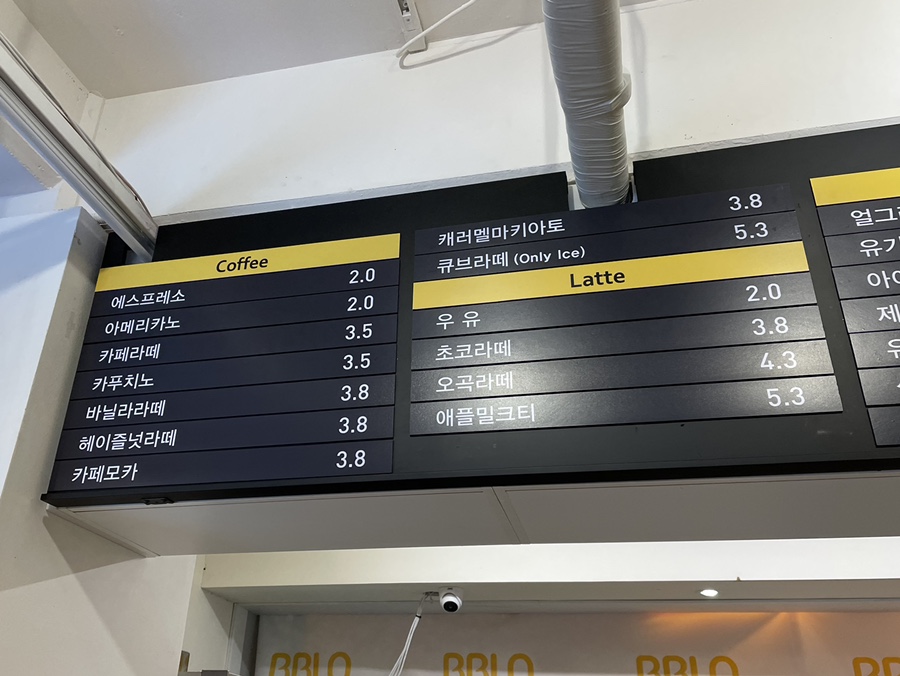 Coffee
에스프레소 2.0
아메리카노 2.0
카페라떼 3.5
카푸치노 3.5
바닐라라떼 3.8
헤이즐넛라떼 3.8
카페모카 3.8
캐러멜마키아토 3.8
큐브라떼 (Only Ice) 5.3
Latte
우 유 2.0
초코라떼 3.8
오곡라떼 4.3
애플밀크티 5.3